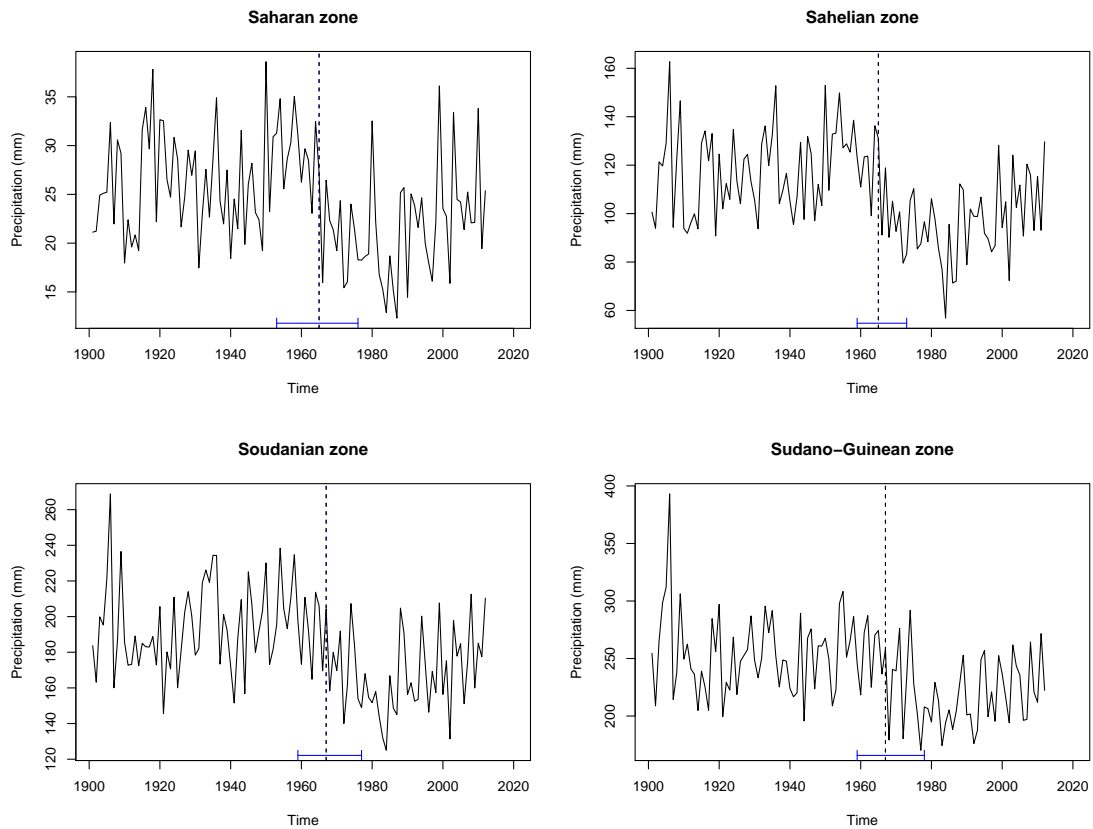 Saharan zone
Precipitation (mm)
35
30
25
20
15
1900 1920 1940 1960 1980 2000 2020
Time
Sahelian zone
Precipitation (mm)
160
140
120
100
80
60
1900 1920 1940 1960 1980 2000 2020
Time
Soudanian zone
Precipitation (mm)
260
240
220
200
180
160
140
120
1900 1920 1940 1960 1980 2000 2020
Time
Sudano−Guinean zone
Precipitation (mm)
400
350
300
250
200
1900 1920 1940 1960 1980 2000 2020
Time